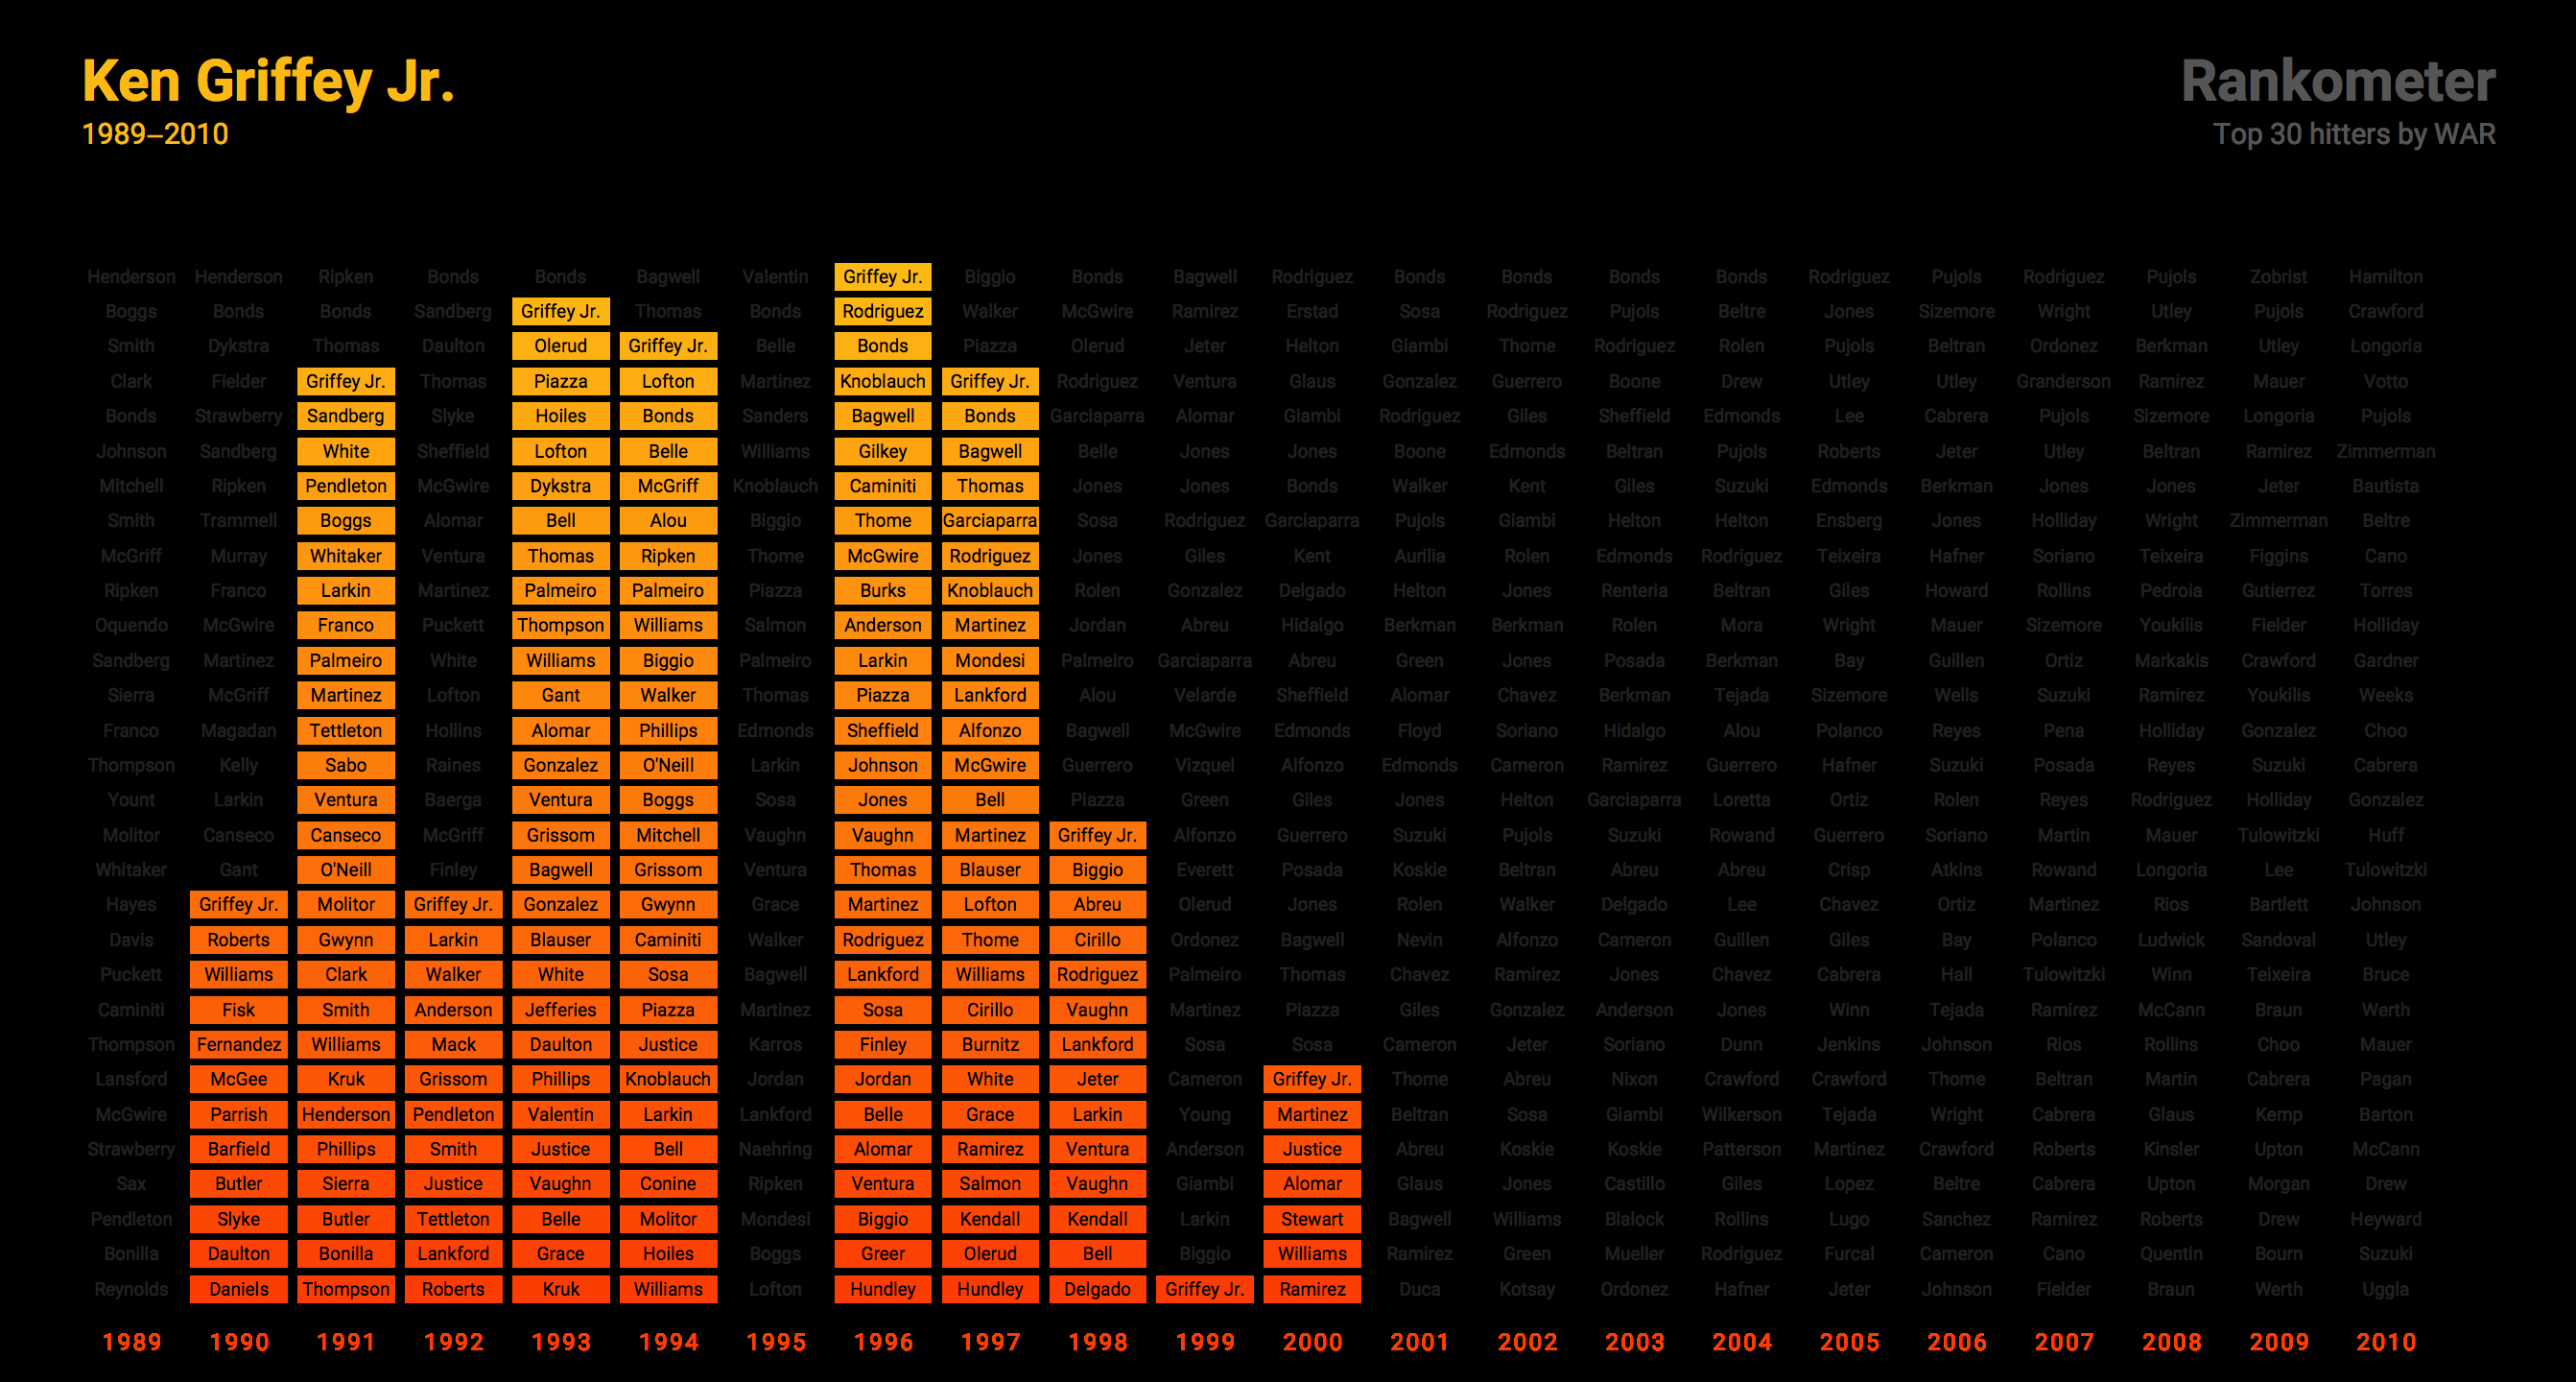 Ken Griffey Jr. Rankometer
1989–2010 Top 30 hitters by WAR
Henderson Henderson Ripken Bonds Bonds Bagwell Valentin Griffey Jr. Biggio Bonds Bagwell Rodriguez Bonds Bonds Bonds Bonds Rodriguez Pujols Rodriguez Pujols Zobrist Hamilton
Boggs Bonds Bonds Sandberg Griffey Jr. Thomas Bonds Rodriguez Walker McGwire Ramirez Erstad Sosa Rodriguez Pujols Beltre Jones Sizemore Wright Utley Pujols Crawford
Smith Dykstra Thomas Daulton Olerud Griffey Jr. Belle Bonds Piazza Olerud Jeter Helton Giambi Thome Rodriguez Rolen Pujols Beltran Ordonez Berkman Utley Longoria
Clark Fielder Griffey Jr. Thomas Piazza Lofton Martinez Knoblauch Griffey Jr. Rodriguez Ventura Glaus Gonzalez Guerrero Boone Drew Utley Utley Granderson Ramirez Mauer Votto
Bonds Strawberry Sandberg Slyke Hoiles Bonds Sanders Bagwell Bonds Garciaparra Alomar Giambi Rodriguez Giles Sheffield Edmonds Lee Cabrera Pujols Sizemore Longoria Pujols
Johnson Sandberg White Sheffield Lofton Belle Williams Gilkey Bagwell Belle Jones Jones Boone Edmonds Beltran Pujols Roberts Jeter Utley Beltran Ramirez Zimmerman
Mitchell Ripken Pendleton McGwire Dykstra McGriff Knoblauch Caminiti Thomas Jones Jones Bonds Walker Kent Giles Suzuki Edmonds Berkman Jones Jones Jeter Bautista
Smith Trammell Boggs Alomar Bell Alou Biggio Thome Garciaparra Sosa Rodriguez Garciaparra Pujols Giambi Helton Helton Ensberg Jones Holliday Wright Zimmerman Beltre
McGriff Murray Whitaker Ventura Thomas Ripken Thome McGwire Rodriguez Jones Giles Kent Aurilia Rolen Edmonds Rodriguez Teixeira Hafner Soriano Teixeira Figgins Cano
Ripken Franco Larkin Martinez Palmeiro Palmeiro Piazza Burks Knoblauch Rolen Gonzalez Delgado Helton Jones Renteria Beltran Giles Howard Rollins Pedroia Gutierrez Torres
Oquendo McGwire Franco Puckett Thompson Williams Salmon Anderson Martinez Jordan Abreu Hidalgo Berkman Berkman Rolen Mora Wright Mauer Sizemore Youkilis Fielder Holliday
Sandberg Martinez Palmeiro White Williams Biggio Palmeiro Larkin Mondesi Palmeiro Garciaparra Abreu Green Jones Posada Berkman Bay Guillen Ortiz Markakis Crawford Gardner
Sierra McGriff Martinez Lofton Gant Walker Thomas Piazza Lankford Alou Velarde Sheffield Alomar Chavez Berkman Tejada Sizemore Wells Suzuki Ramirez Youkilis Weeks
Franco Magadan Tettleton Hollins Alomar Phillips Edmonds Sheffield Alfonzo Bagwell McGwire Edmonds Floyd Soriano Hidalgo Alou Polanco Reyes Pena Holliday Gonzalez Choo
Thompson Kelly Sabo Raines Gonzalez O'Neill Larkin Johnson McGwire Guerrero Vizquel Alfonzo Edmonds Cameron Ramirez Guerrero Hafner Suzuki Posada Reyes Suzuki Cabrera
Yount Larkin Ventura Baerga Ventura Boggs Sosa Jones Bell Piazza Green Giles Jones Helton Garciaparra Loretta Ortiz Rolen Reyes Rodriguez Holliday Gonzalez
Molitor Canseco Canseco McGriff Grissom Mitchell Vaughn Vaughn Martinez Griffey Jr. Alfonzo Guerrero Suzuki Pujols Suzuki Rowand Guerrero Soriano Martin Mauer Tulowitzki Huff
Whitaker Gant O'Neill Finley Bagwell Grissom Ventura Thomas Blauser Biggio Everett Posada Koskie Beltran Abreu Abreu Crisp Atkins Rowand Longoria Lee Tulowitzki
Hayes Griffey Jr. Molitor Griffey Jr. Gonzalez Gwynn Grace Martinez Lofton Abreu Olerud Jones Rolen Walker Delgado Lee Chavez Ortiz Martinez Rios Bartlett Johnson
Davis Roberts Gwynn Larkin Blauser Caminiti Walker Rodriguez Thome Cirillo Ordonez Bagwell Nevin Alfonzo Cameron Guillen Giles Bay Polanco Ludwick Sandoval Utley
Puckett Williams Clark Walker White Sosa Bagwell Lankford Williams Rodriguez Palmeiro Thomas Chavez Ramirez Jones Chavez Cabrera Hall Tulowitzki Winn Teixeira Bruce
Caminiti Fisk Smith Anderson Jefferies Piazza Martinez Sosa Cirillo Vaughn Martinez Piazza Giles Gonzalez Anderson Jones Winn Tejada Ramirez McCann Braun Werth
Thompson Fernandez Williams Mack Daulton Justice Karros Finley Burnitz Lankford Sosa Sosa Cameron Jeter Soriano Dunn Jenkins Johnson Rios Rollins Choo Mauer
Lansford McGee Kruk Grissom Phillips Knoblauch Jordan Jordan White Jeter Cameron Griffey Jr. Thome Abreu Nixon Crawford Crawford Thome Beltran Martin Cabrera Pagan
McGwire Parrish Henderson Pendleton Valentin Larkin Lankford Belle Grace Larkin Young Martinez Beltran Sosa Giambi Wilkerson Tejada Wright Cabrera Glaus Kemp Barton
Strawberry Barfield Phillips Smith Justice Bell Naehring Alomar Ramirez Ventura Anderson Justice Abreu Koskie Koskie Patterson Martinez Crawford Roberts Kinsler Upton McCann
Sax Butler Sierra Justice Vaughn Conine Ripken Ventura Salmon Vaughn Giambi Alomar Glaus Jones Castillo Giles Lopez Beltre Cabrera Upton Morgan Drew
Pendleton Slyke Butler Tettleton Belle Molitor Mondesi Biggio Kendall Kendall Larkin Stewart Bagwell Williams Blalock Rollins Lugo Sanchez Ramirez Roberts Drew Heyward
Bonilla Daulton Bonilla Lankford Grace Hoiles Boggs Greer Olerud Bell Biggio Williams Ramirez Green Mueller Rodriguez Furcal Cameron Cano Quentin Bourn Suzuki
Reynolds Daniels Thompson Roberts Kruk Williams Lofton Hundley Hundley Delgado Griffey Jr. Ramirez Duca Kotsay Ordonez Hafner Jeter Johnson Fielder Braun Werth Uggla
1989 1990 1991 1992 1993 1994 1995 1996 1997 1998 1999 2000 2001 2002 2003 2004 2005 2006 2007 2008 2009 2010